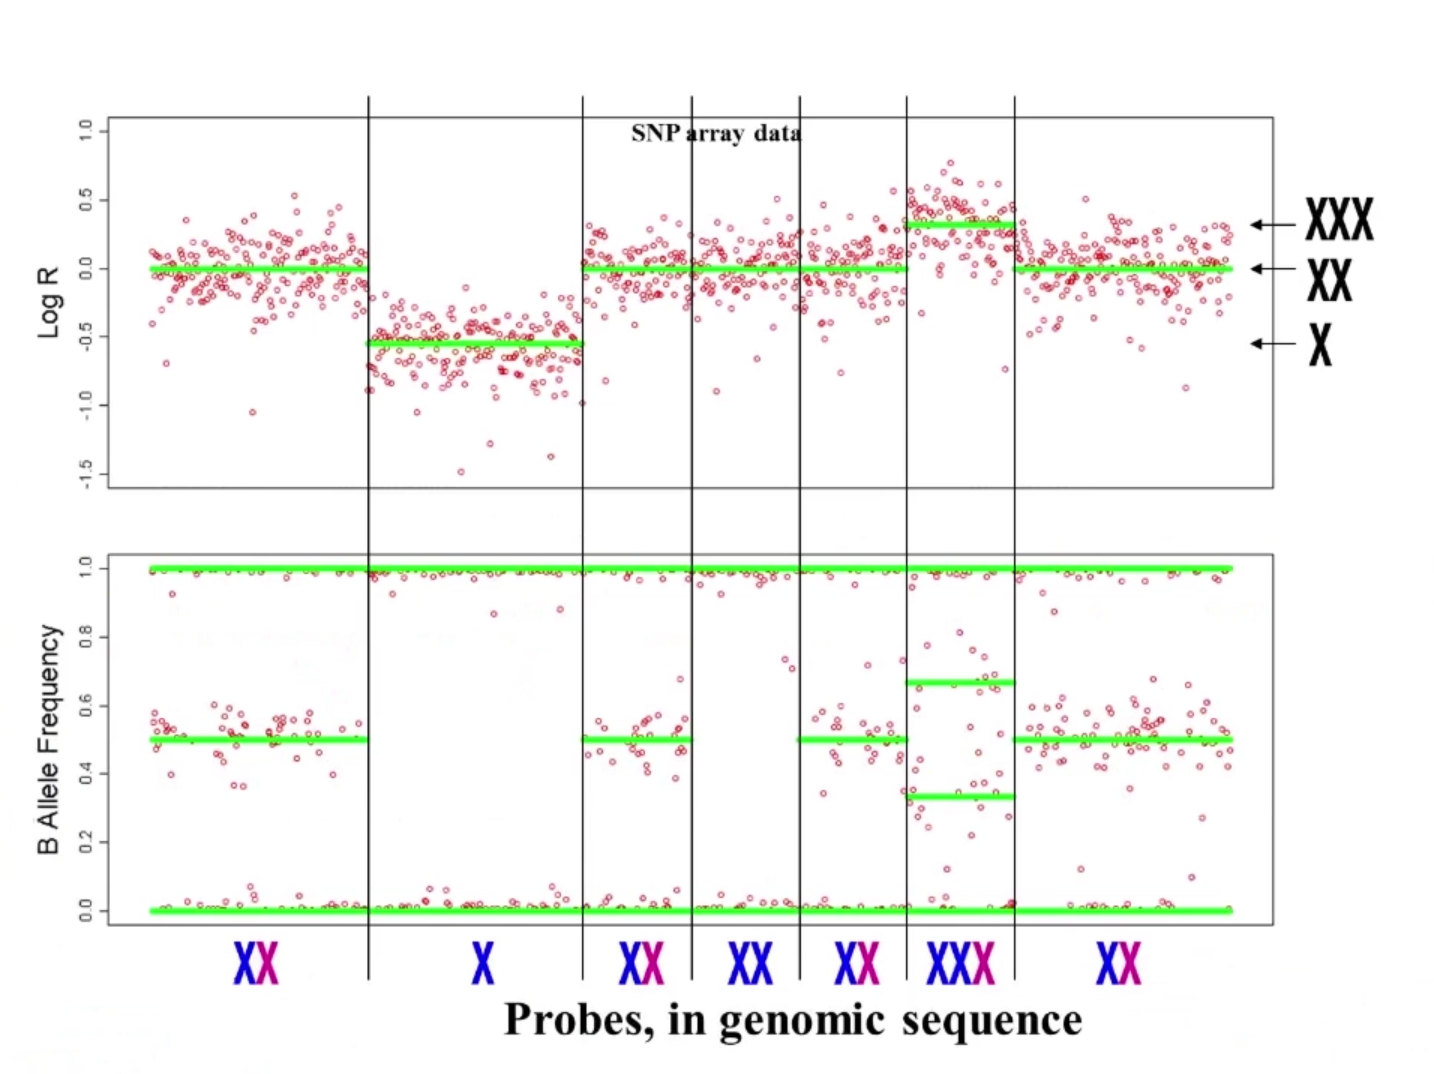 SNP array data
Log R
1.0
0.5
0.0
-0.5
-1.0
-1.5
XXX
XX
X
B Allele Frequency
1.0
0.8
0.6
0.4
0.2
0.0
XX X XX XX XX XXX XX
Probes, in genomic sequence